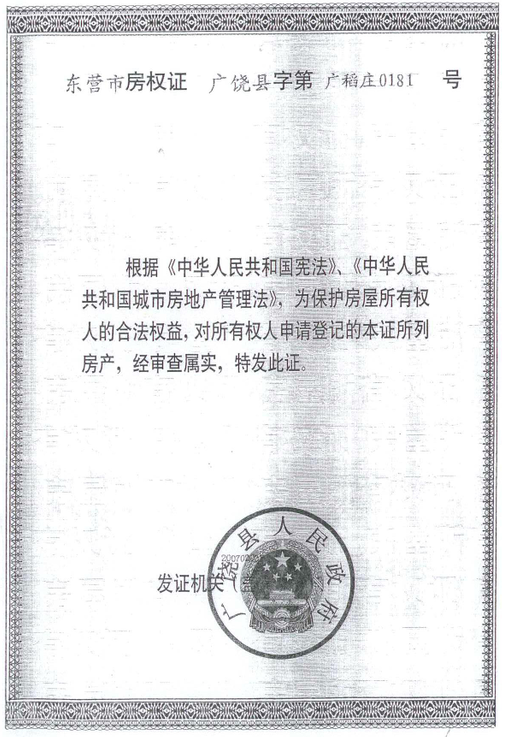 东营市房权证 广饶县字第 广稻庄0181 号
根据《中华人民共和国宪法》、《中华人民
共和国城市房地产管理法》，为保护房屋所有权
人的合法权益，对所有权人申请登记的本证所列
房产，经审查属实，特发此证。
广饶县人民政府
发证机关（